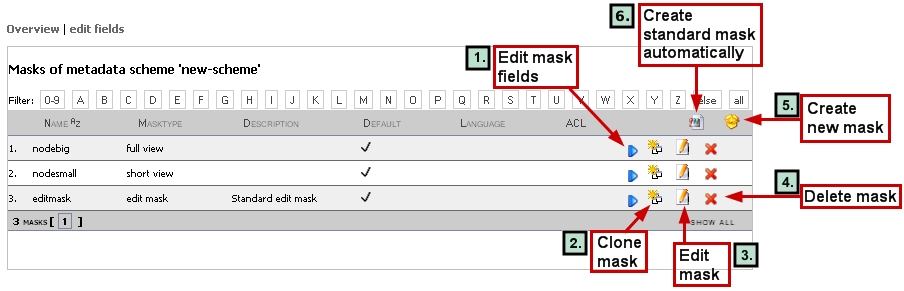 Overview | edit fields
6. Create standard mask automatically
1. Edit mask fields
Masks of metadata scheme 'new-scheme'
Filter: 0-9 A B C D E F G H I J K L M N O P Q R S T U V W X Y Z else all
5. Create new mask
NAME AZ MASKTYPE DESCRIPTION DEFAULT LANGUAGE ACL
1. nodebig full view
2. nodesmall short view
3. editmask edit mask Standard edit mask
4. Delete mask
3 MASKS [ 1 ] SHOW ALL
2. Clone mask
Edit mask 3.